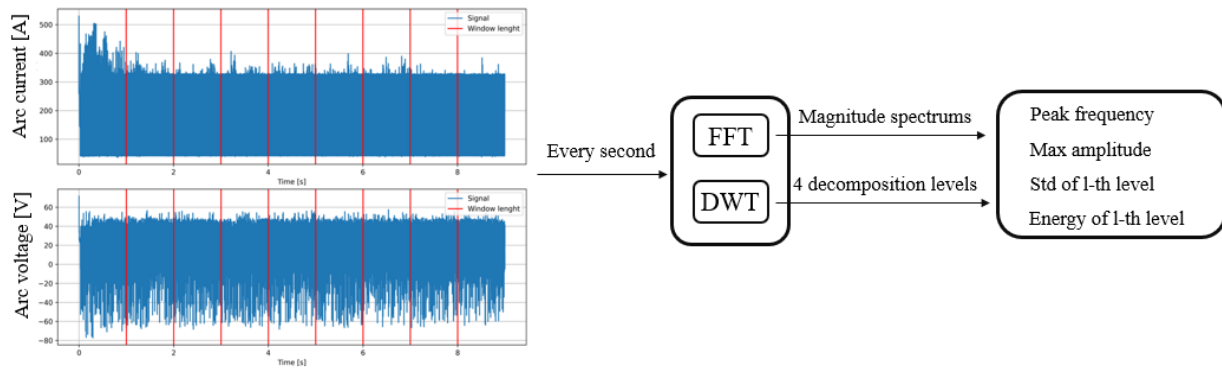 Arc current [A]
500
400
300
200
100
0
2
4
6
8
Time [s]
Signal
Window lenght
Arc voltage [V]
60
40
20
0
−20
−40
−60
−80
0
2
4
6
8
Time [s]
Signal
Window lenght
Every second
FFT
DWT
Magnitude spectrums
4 decomposition levels
Peak frequency
Max amplitude
Std of l-th level
Energy of l-th level